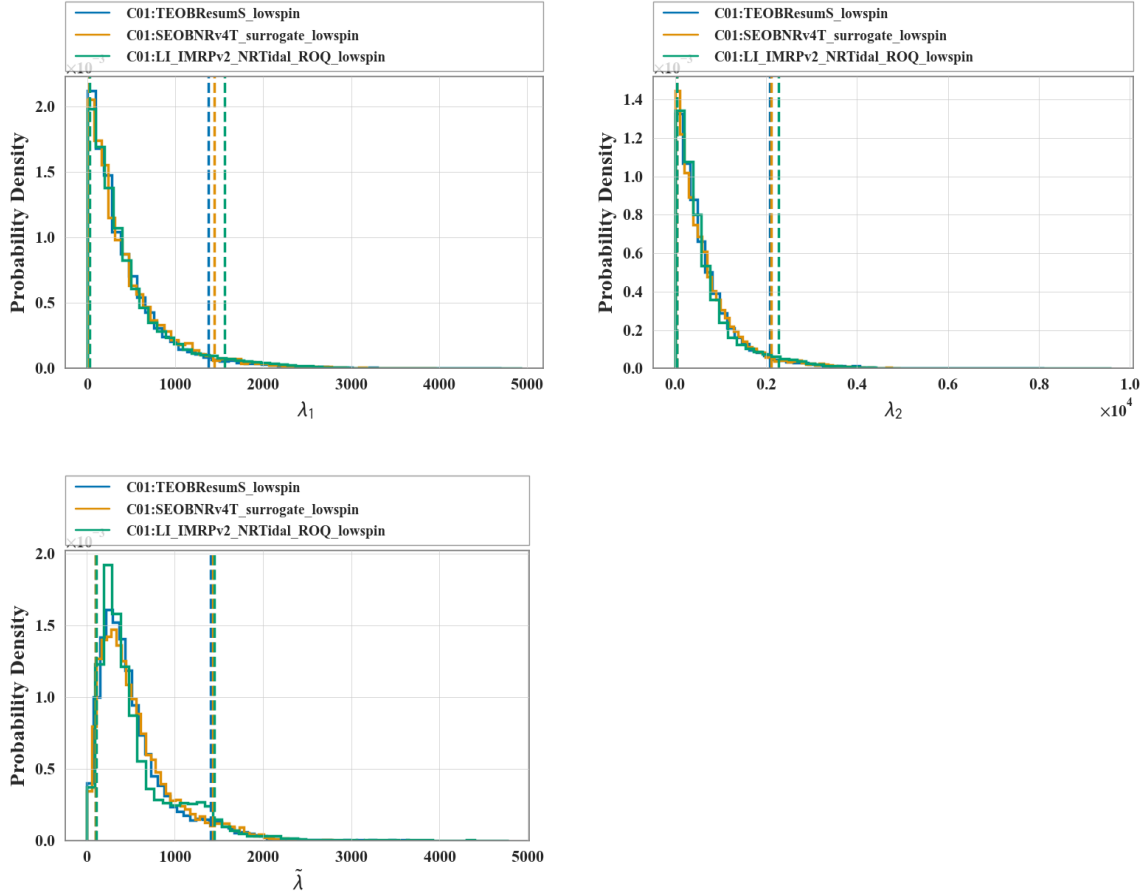 C01:TEOBResumS_lowspin
C01:SEOBNRv4T_surrogate_lowspin
C01:LI_IMRPv2_NRTidal_ROQ_lowspin
2.0
1.5
1.0
0.5
0.0
Probability Density
0 1000 2000 3000 4000 5000
λ₁
C01:TEOBResumS_lowspin
C01:SEOBNRv4T_surrogate_lowspin
C01:LI_IMRPv2_NRTidal_ROQ_lowspin
1.4
1.2
1.0
0.8
0.6
0.4
0.2
0.0
Probability Density
0.0 0.2 0.4 0.6 0.8 1.0
λ₂
×10⁴
C01:TEOBResumS_lowspin
C01:SEOBNRv4T_surrogate_lowspin
C01:LI_IMRPv2_NRTidal_ROQ_lowspin
2.0
1.5
1.0
0.5
0.0
Probability Density
0 1000 2000 3000 4000 5000
λ̃